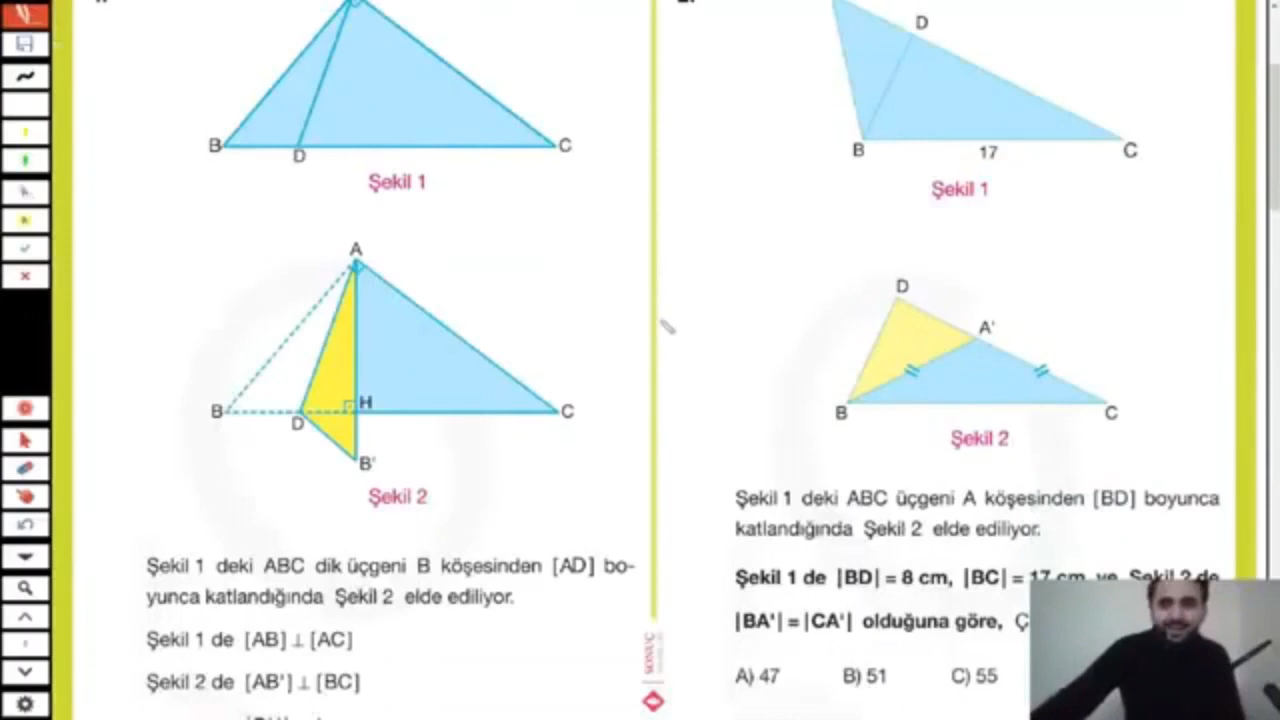 B
D
C
Şekil 1
A
B
D
H
C
B'
Şekil 2
Şekil 1 deki ABC dik üçgeni B köşesinden [AD] bo-
yunca katlandığında Şekil 2 elde ediliyor.
Şekil 1 de [AB] ⊥ [AC]
Şekil 2 de [AB'] ⊥ [BC]
SONUÇ
D
B
17
C
Şekil 1
D
A'
B
C
Şekil 2
Şekil 1 deki ABC üçgeni A köşesinden [BD] boyunca
katlandığında Şekil 2 elde ediliyor.
Şekil 1 de |BD| = 8 cm, |BC| = 17 cm ve Şekil 2 de
|BA'| = |CA'| olduğuna göre, Ç
A) 47 B) 51 C) 55